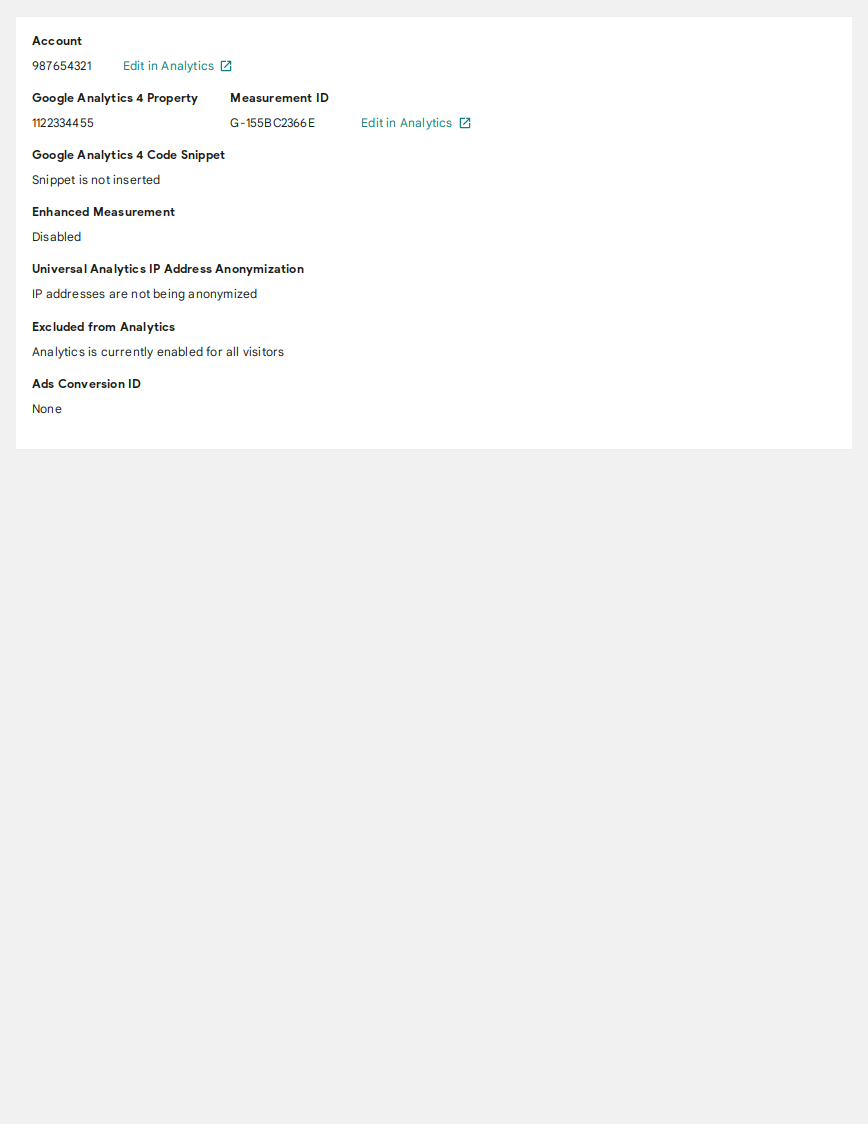 Account
987654321 Edit in Analytics
Google Analytics 4 Property Measurement ID
1122334455 G-155BC2366E Edit in Analytics
Google Analytics 4 Code Snippet
Snippet is not inserted
Enhanced Measurement
Disabled
Universal Analytics IP Address Anonymization
IP addresses are not being anonymized
Excluded from Analytics
Analytics is currently enabled for all visitors
Ads Conversion ID
None